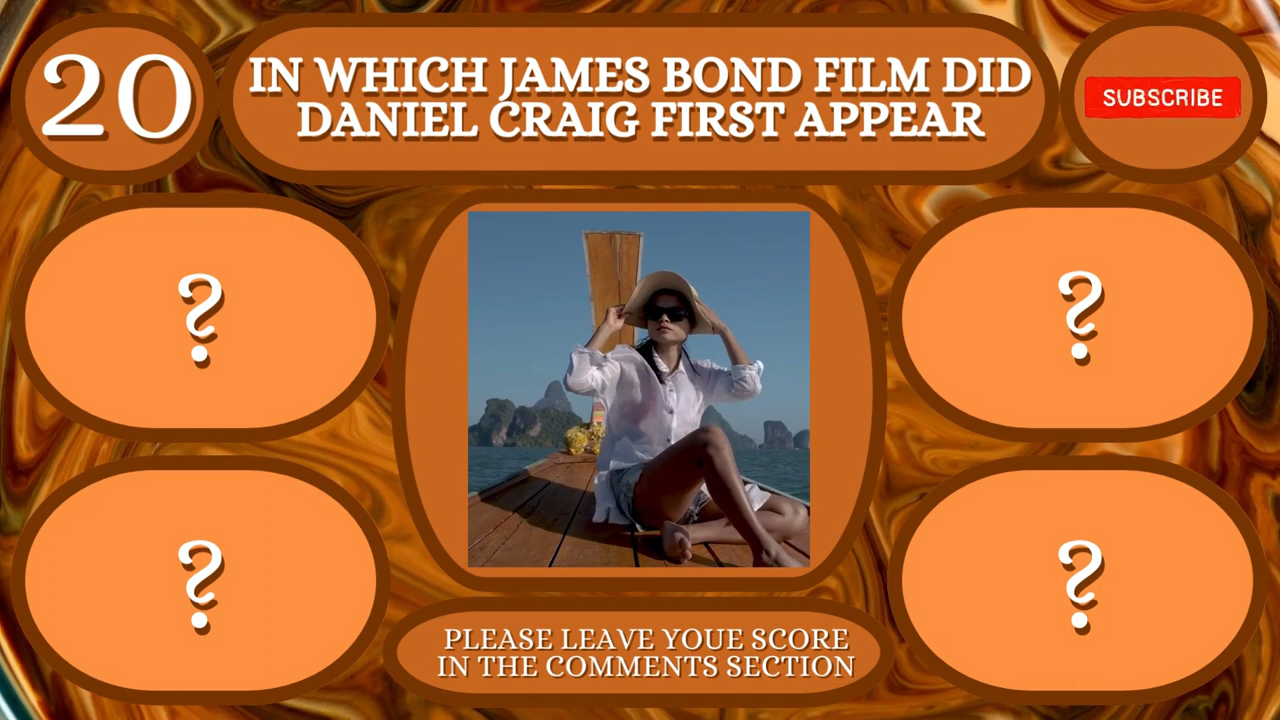 20
IN WHICH JAMES BOND FILM DID
DANIEL CRAIG FIRST APPEAR
SUBSCRIBE
?
?
?
?
PLEASE LEAVE YOUE SCORE
IN THE COMMENTS SECTION